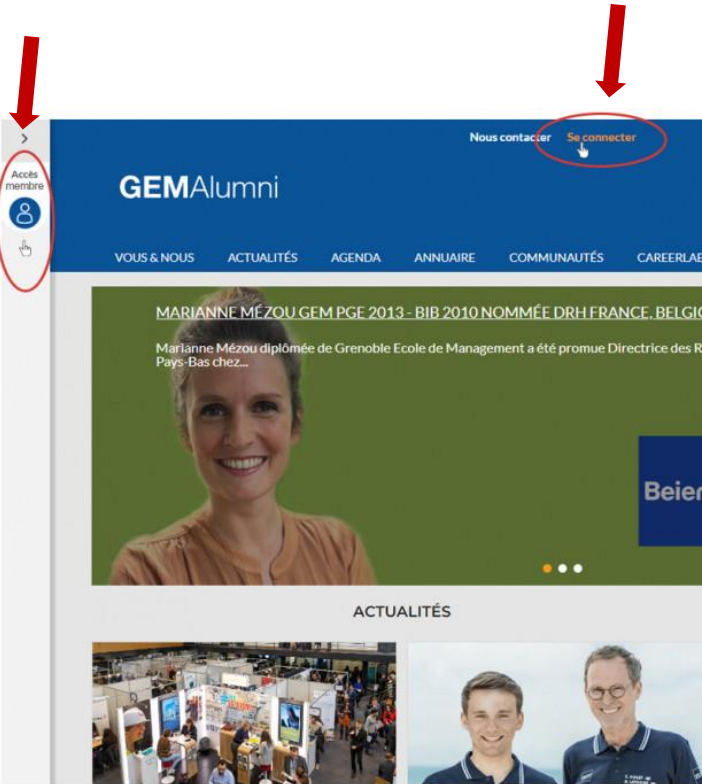 Nous contacter Se connecter
>
Accès
membre
GEMAlumni
VOUS & NOUS ACTUALITÉS AGENDA ANNUAIRE COMMUNAUTÉS CAREERLAB
MARIANNE MÉZOU GEM PGE 2013 - BIB 2010 NOMMÉE DRH FRANCE, BELGIQ
Marianne Mézou diplômée de Grenoble Ecole de Management a été promue Directrice des R
Pays-Bas chez...
Beier
ACTUALITÉS